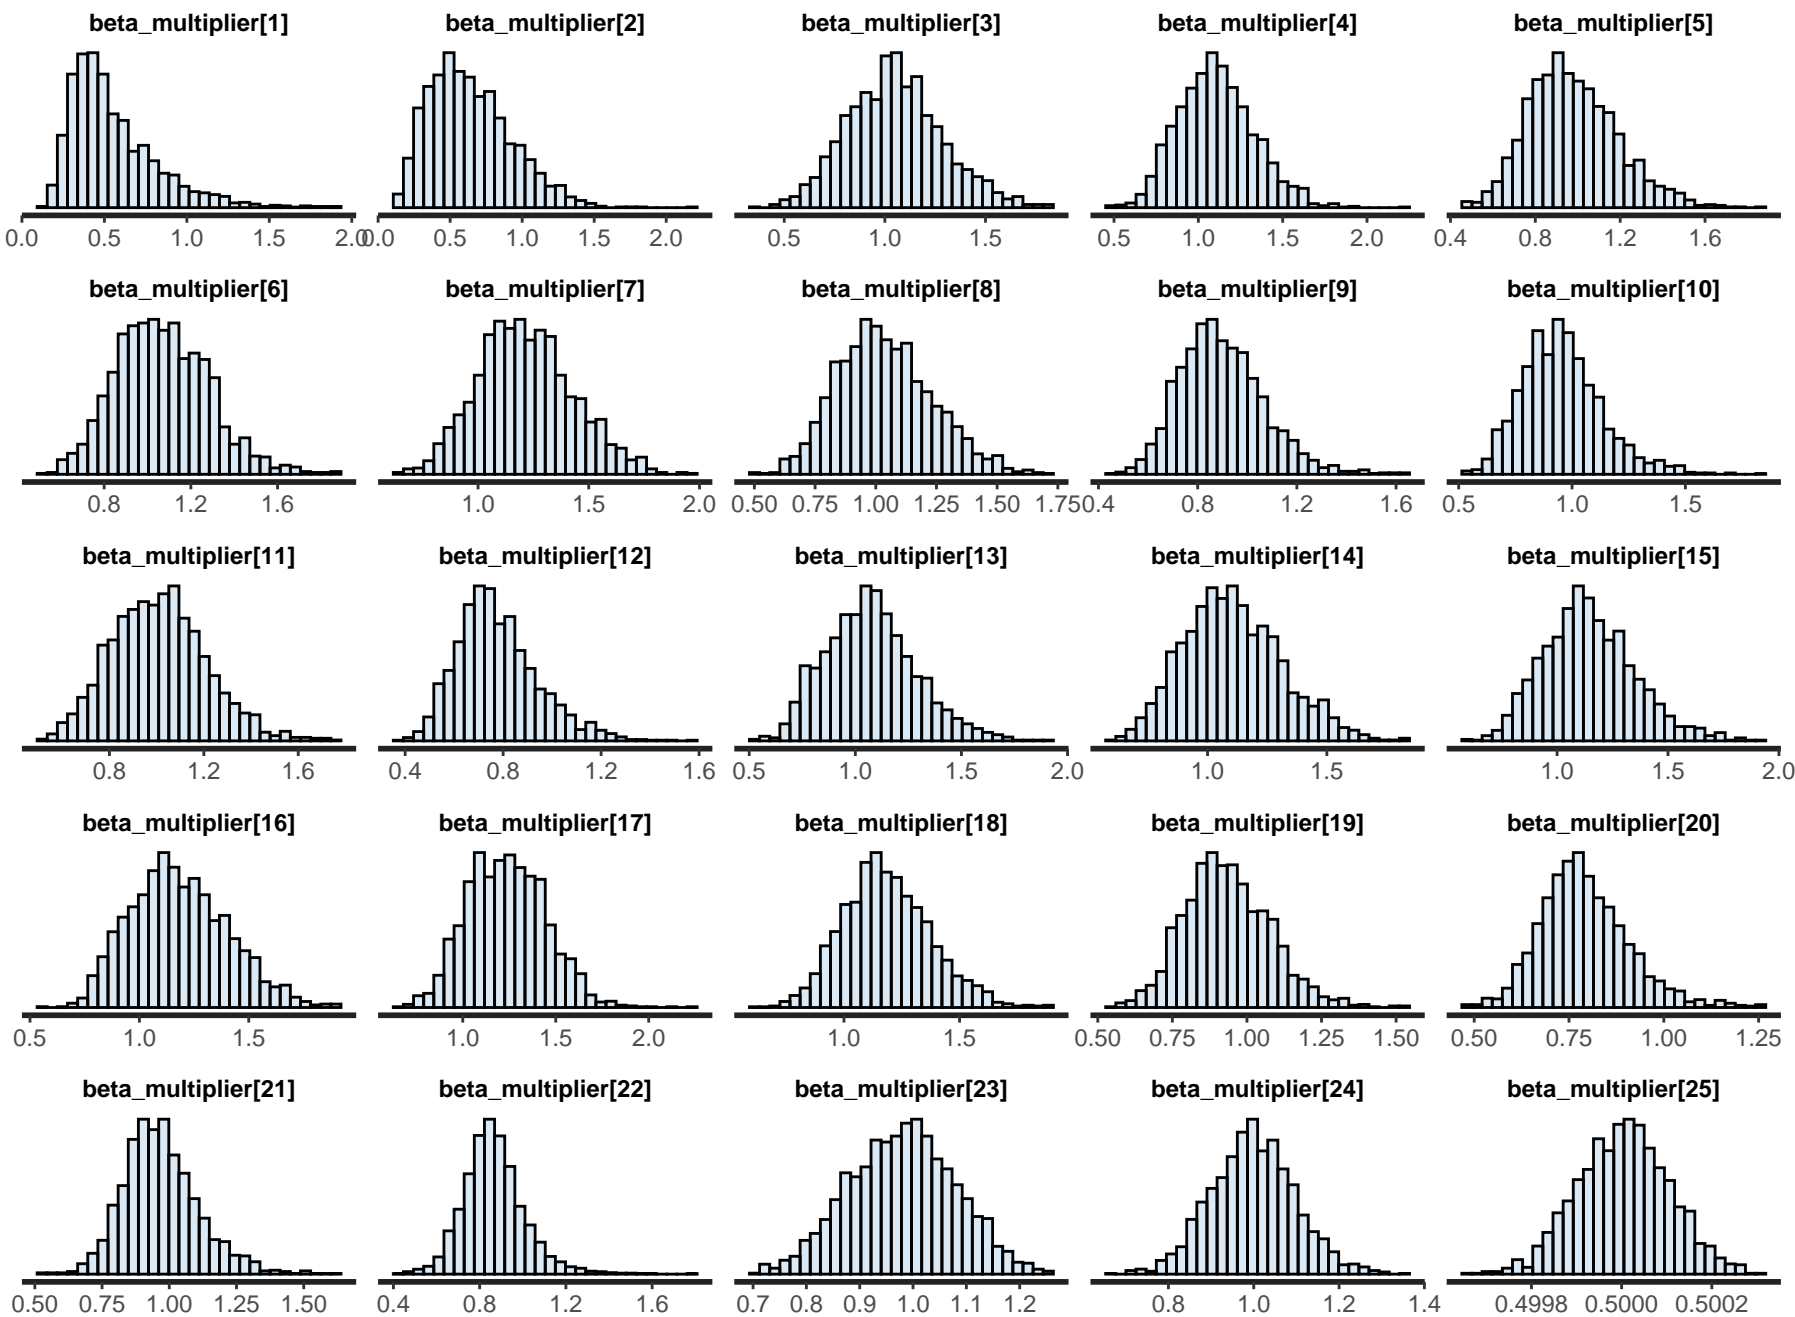 beta_multiplier[1] beta_multiplier[2] beta_multiplier[3] beta_multiplier[4] beta_multiplier[5]
0.0 0.5 1.0 1.5 2.0 0.0 0.5 1.0 1.5 2.0 0.5 1.0 1.5 0.5 1.0 1.5 2.0 0.4 0.8 1.2 1.6
beta_multiplier[6] beta_multiplier[7] beta_multiplier[8] beta_multiplier[9] beta_multiplier[10]
0.8 1.2 1.6 1.0 1.5 2.0 0.50 0.75 1.00 1.25 1.50 1.75 0.4 0.8 1.2 1.6 0.5 1.0 1.5
beta_multiplier[11] beta_multiplier[12] beta_multiplier[13] beta_multiplier[14] beta_multiplier[15]
0.8 1.2 1.6 0.4 0.8 1.2 1.6 0.5 1.0 1.5 2.0 1.0 1.5 1.0 1.5 2.0
beta_multiplier[16] beta_multiplier[17] beta_multiplier[18] beta_multiplier[19] beta_multiplier[20]
0.5 1.0 1.5 1.0 1.5 2.0 1.0 1.5 0.50 0.75 1.00 1.25 1.50 0.50 0.75 1.00 1.25
beta_multiplier[21] beta_multiplier[22] beta_multiplier[23] beta_multiplier[24] beta_multiplier[25]
0.50 0.75 1.00 1.25 1.50 0.4 0.8 1.2 1.6 0.7 0.8 0.9 1.0 1.1 1.2 0.8 1.0 1.2 1.4 0.4998 0.5000 0.5002